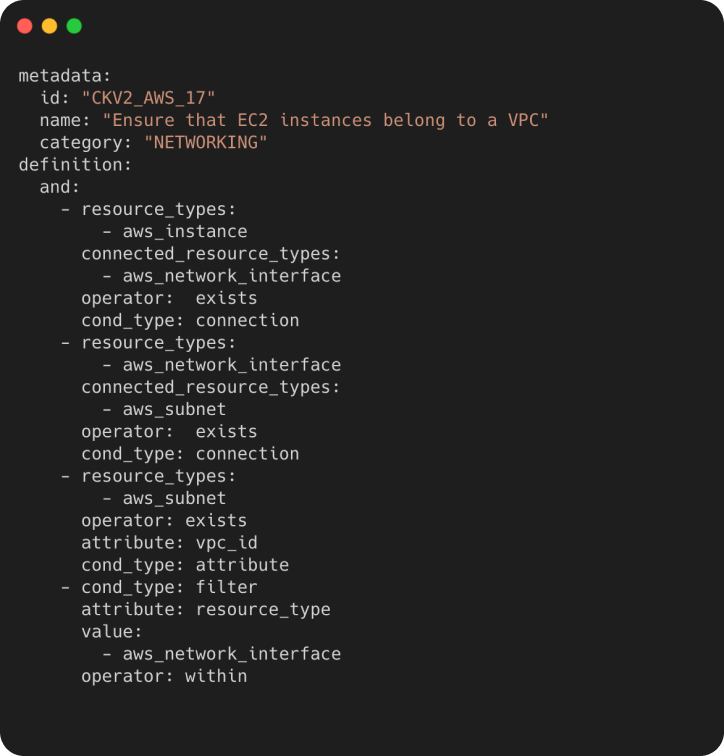 metadata:
  id: "CKV2_AWS_17"
  name: "Ensure that EC2 instances belong to a VPC"
  category: "NETWORKING"
definition:
  and:
    - resource_types:
        - aws_instance
      connected_resource_types:
        - aws_network_interface
      operator:  exists
      cond_type: connection
    - resource_types:
        - aws_network_interface
      connected_resource_types:
        - aws_subnet
      operator:  exists
      cond_type: connection
    - resource_types:
        - aws_subnet
      operator: exists
      attribute: vpc_id
      cond_type: attribute
    - cond_type: filter
      attribute: resource_type
      value:
        - aws_network_interface
      operator: within